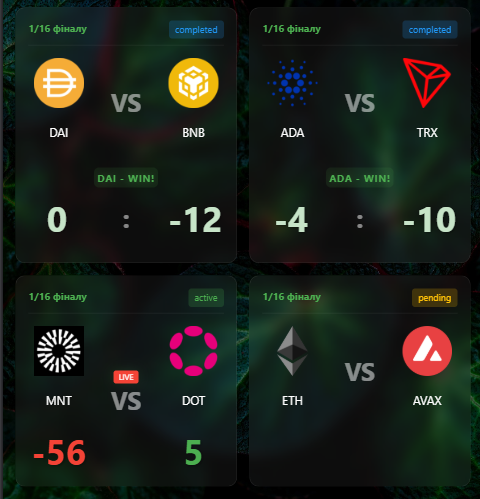 1/16 фіналу completed
VS
DAI BNB
DAI - WIN!
0 : -12
1/16 фіналу completed
VS
ADA TRX
ADA - WIN!
-4 : -10
1/16 фіналу active
LIVE
VS
MNT DOT
-56 5
1/16 фіналу pending
VS
ETH AVAX